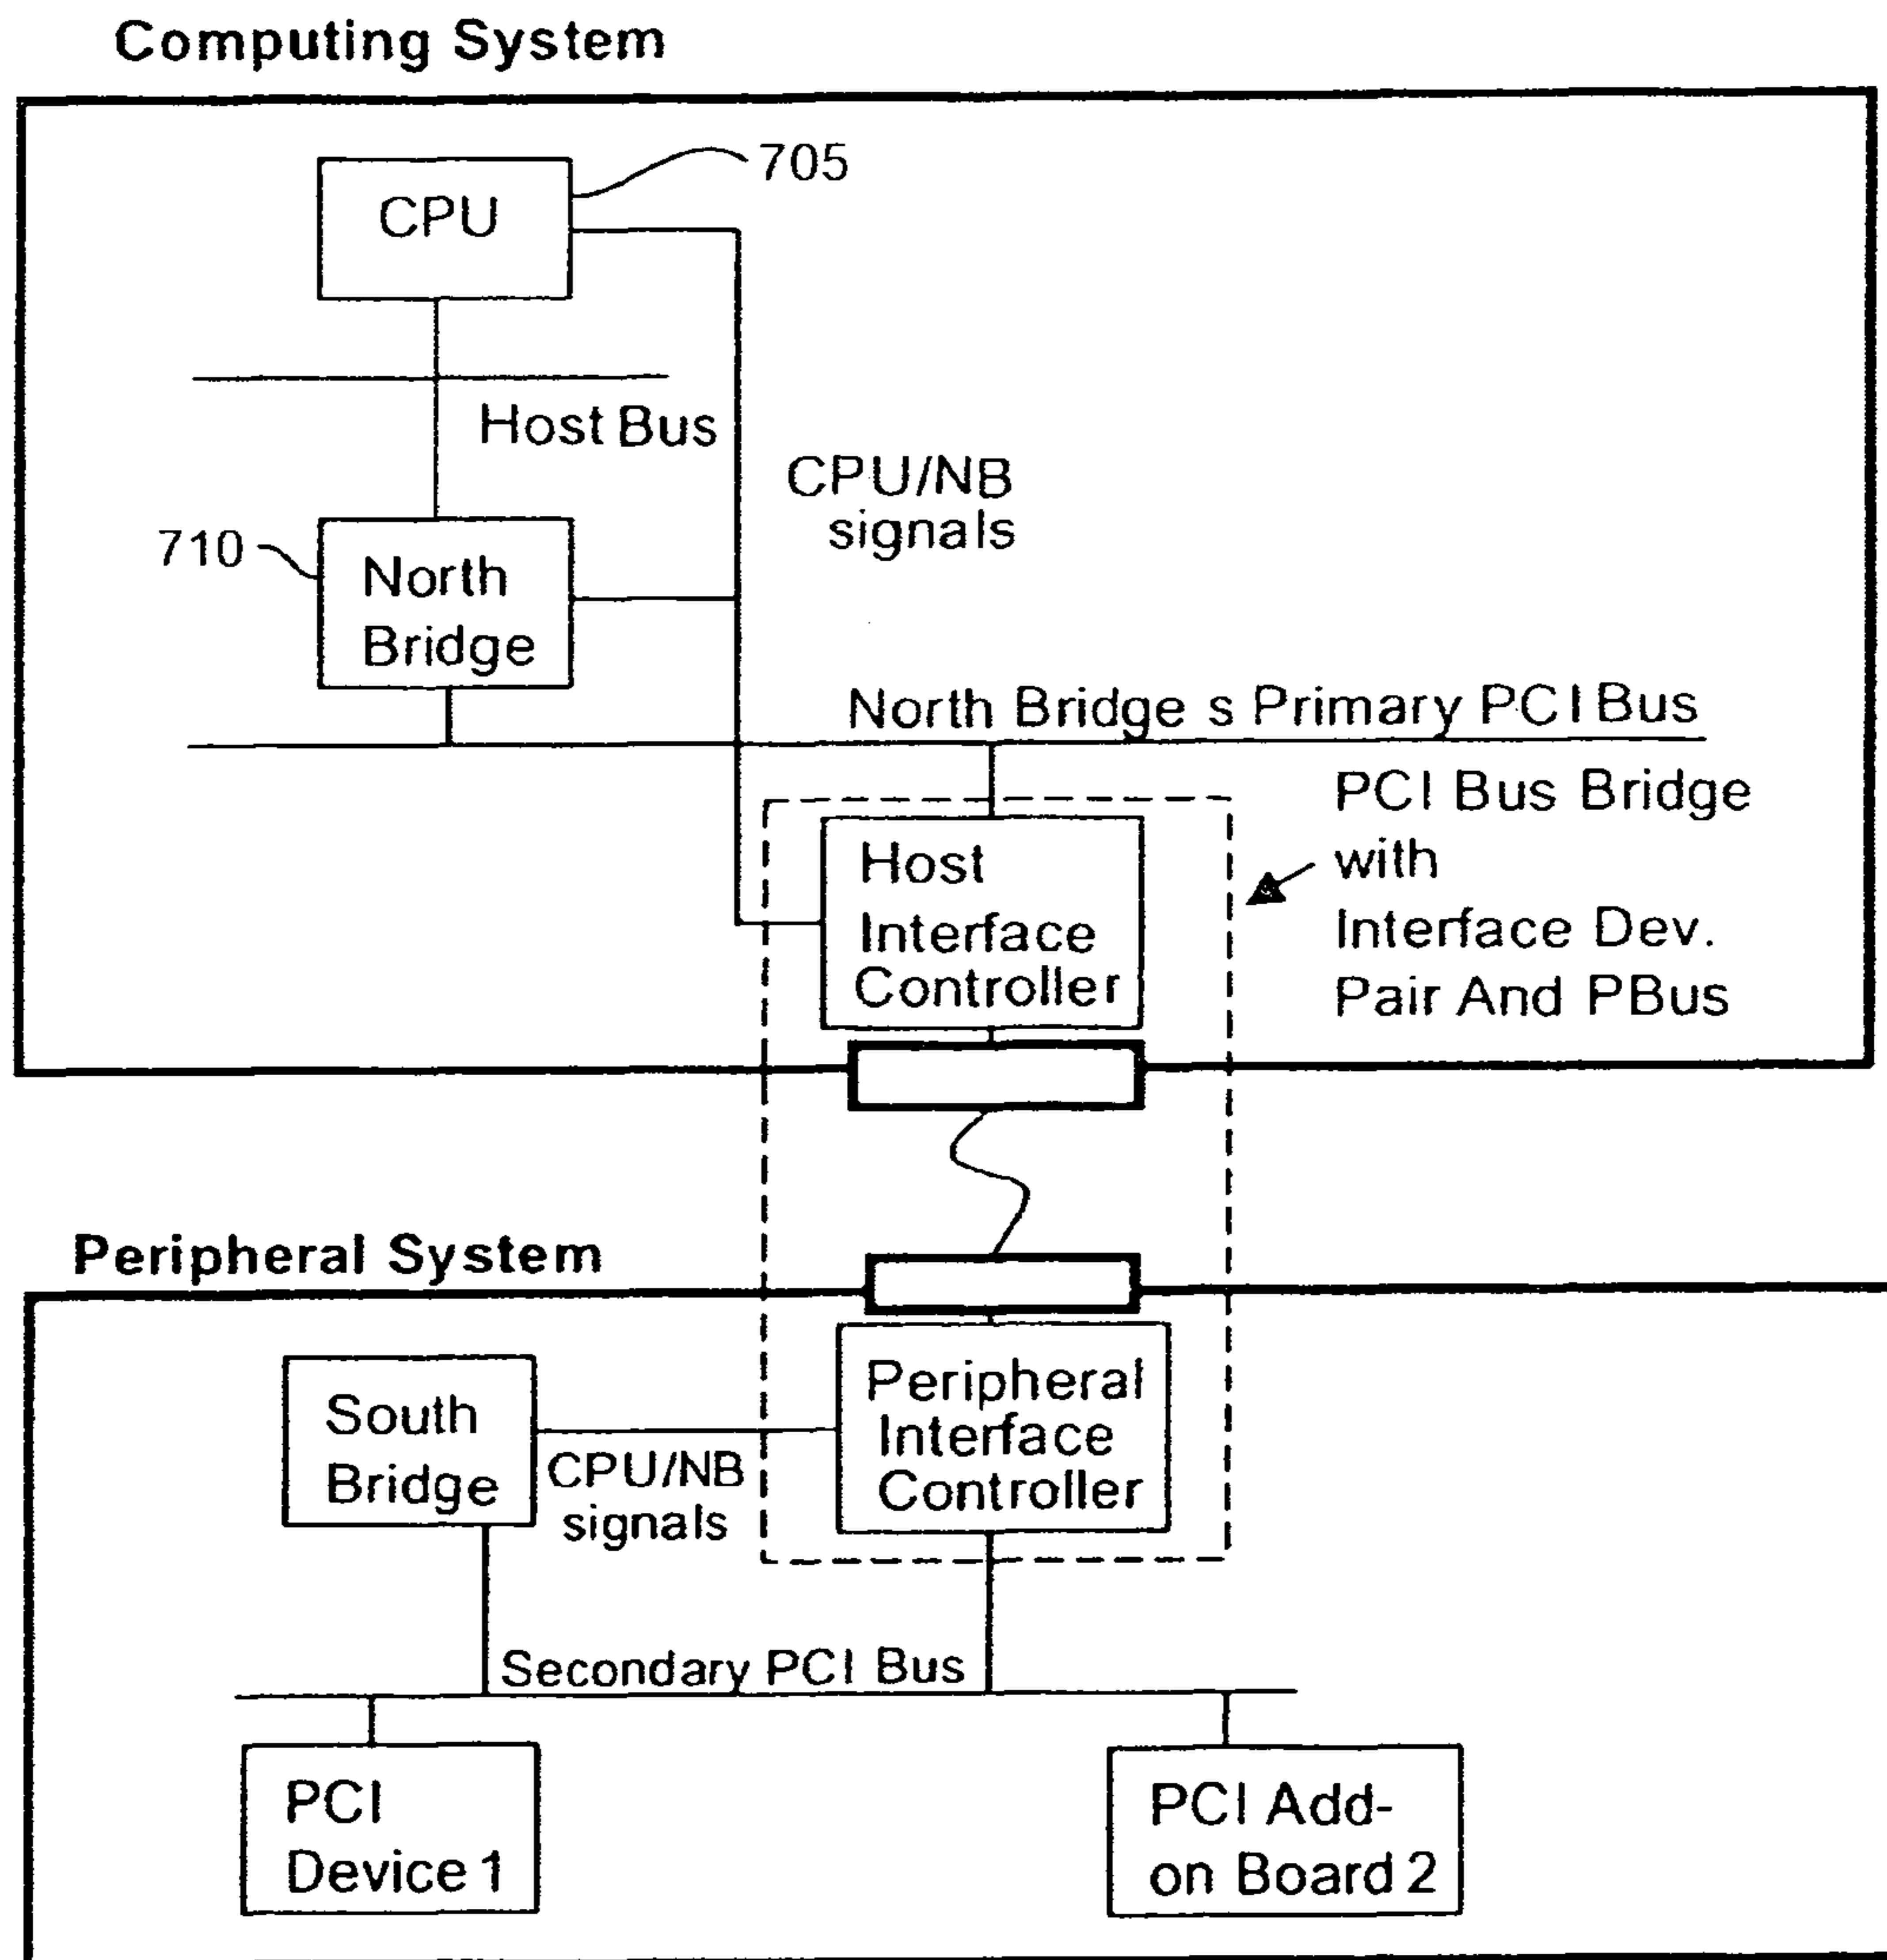 Computing System
705
CPU
Host Bus
CPU/NB
signals
710
North
Bridge
North Bridge s Primary PCI Bus
PCI Bus Bridge
with
Interface Dev.
Pair And PBus
Host
Interface
Controller
Peripheral System
South
Bridge
CPU/NB
signals
Peripheral
Interface
Controller
Secondary PCI Bus
PCI
Device 1
PCI Add-
on Board 2